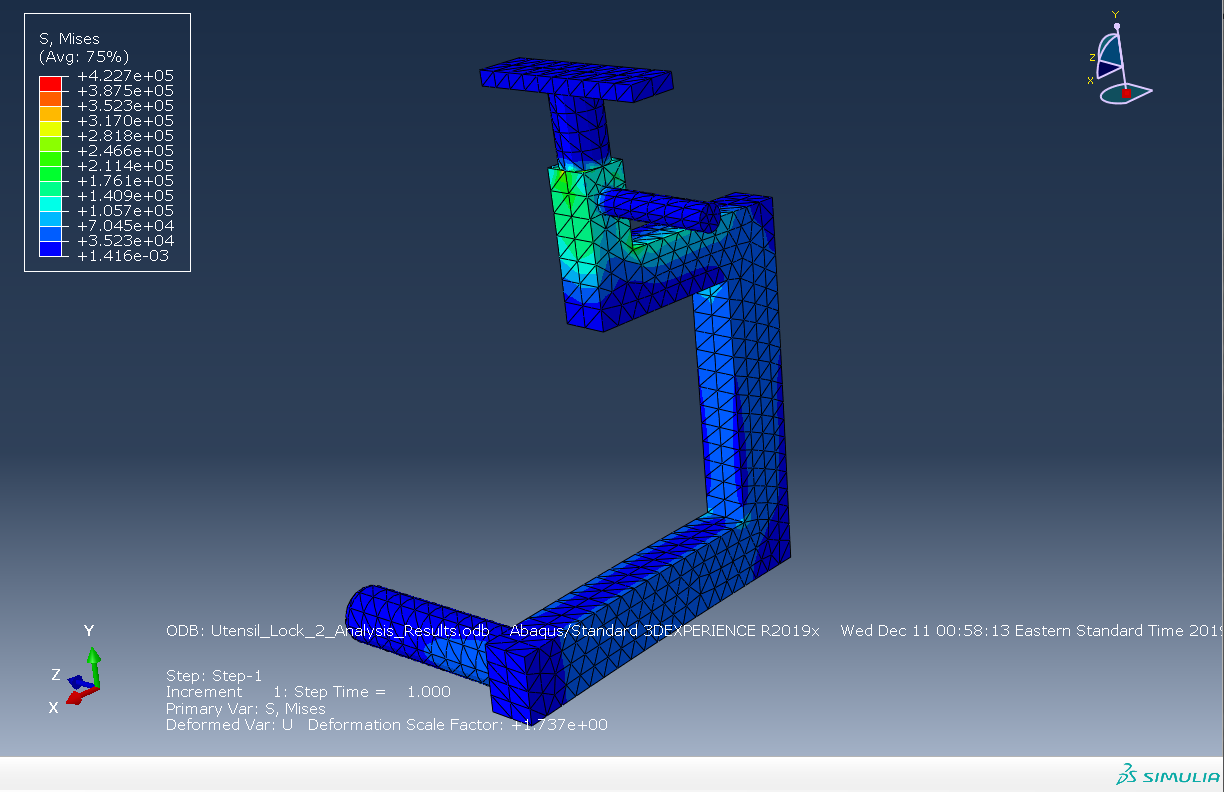 S, Mises
(Avg: 75%)
+4.227e+05
+3.875e+05
+3.523e+05
+3.170e+05
+2.818e+05
+2.466e+05
+2.114e+05
+1.761e+05
+1.409e+05
+1.057e+05
+7.045e+04
+3.523e+04
+1.416e-03
Y
Z
X
Y
Z
X
ODB: Utensil_Lock_2_Analysis_Results.odb Abaqus/Standard 3DEXPERIENCE R2019x Wed Dec 11 00:58:13 Eastern Standard Time 2019
Step: Step-1
Increment 1: Step Time = 1.000
Primary Var: S, Mises
Deformed Var: U Deformation Scale Factor: +1.737e+00
SIMULIA